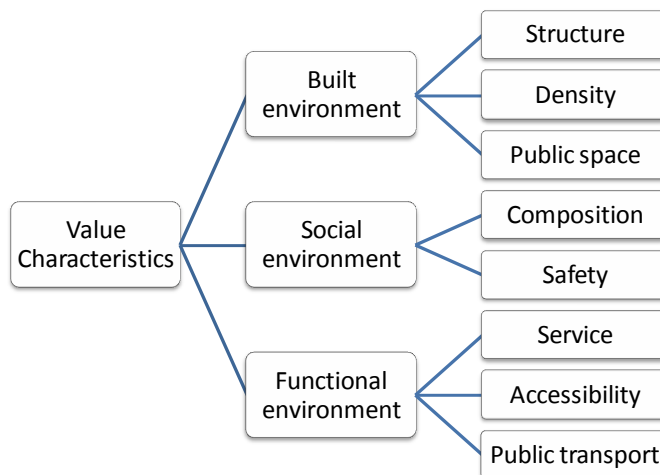 Value
Characteristics
Built
environment
Structure
Density
Public space
Social
environment
Composition
Safety
Functional
environment
Service
Accessibility
Public transport